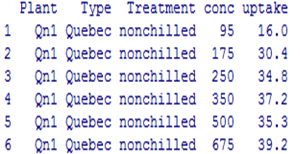 Plant Type Treatment conc uptake
1 Qn1 Quebec nonchilled 95 16.0
2 Qn1 Quebec nonchilled 175 30.4
3 Qn1 Quebec nonchilled 250 34.8
4 Qn1 Quebec nonchilled 350 37.2
5 Qn1 Quebec nonchilled 500 35.3
6 Qn1 Quebec nonchilled 675 39.2